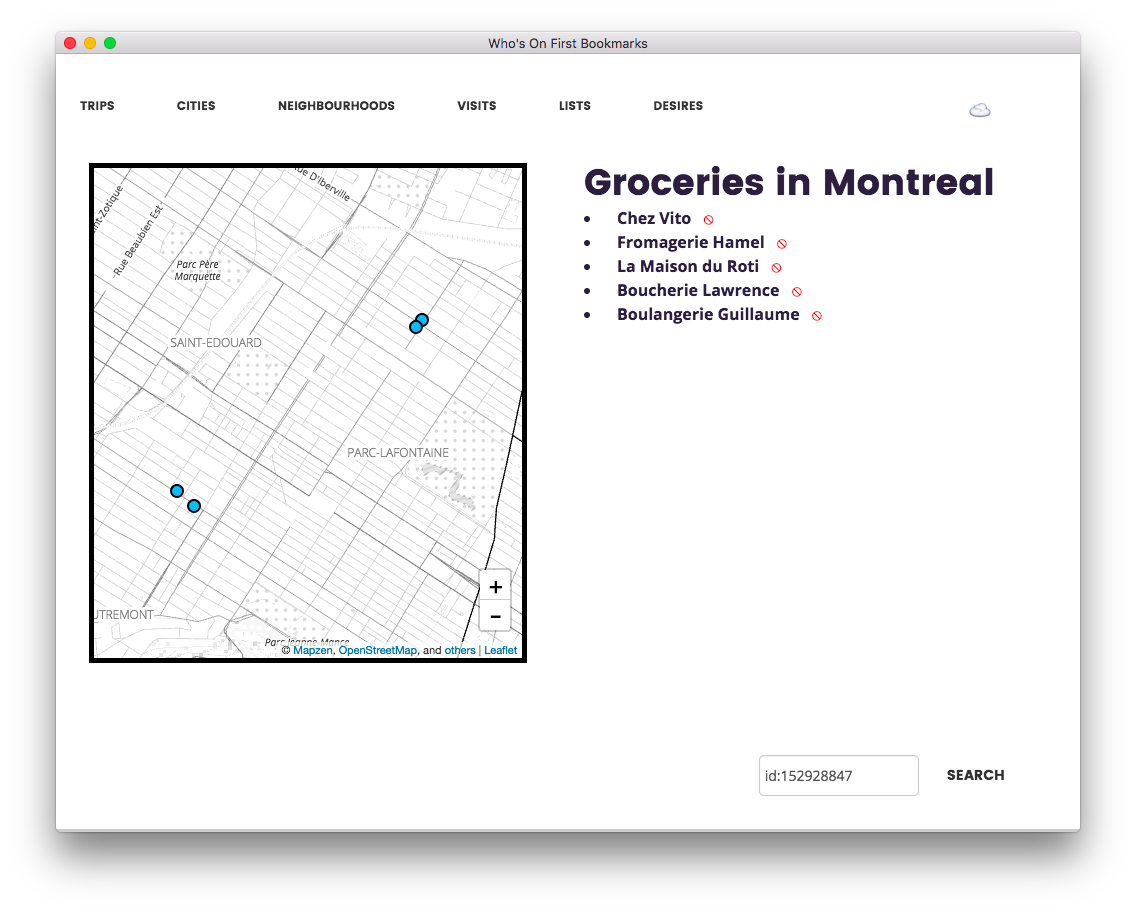 Who's On First Bookmarks
TRIPS CITIES NEIGHBOURHOODS VISITS LISTS DESIRES
Groceries in Montreal
• Chez Vito
• Fromagerie Hamel
• La Maison du Roti
• Boucherie Lawrence
• Boulangerie Guillaume
ue D'Iberville
int-Zotique
Rue Beaubien Est
Parc Père
Marquette
SAINT-EDOUARD
PARC-LAFONTAINE
UTREMONT
Parc Jeanne-Mance
+
−
© Mapzen, OpenStreetMap, and others | Leaflet
id:152928847 SEARCH